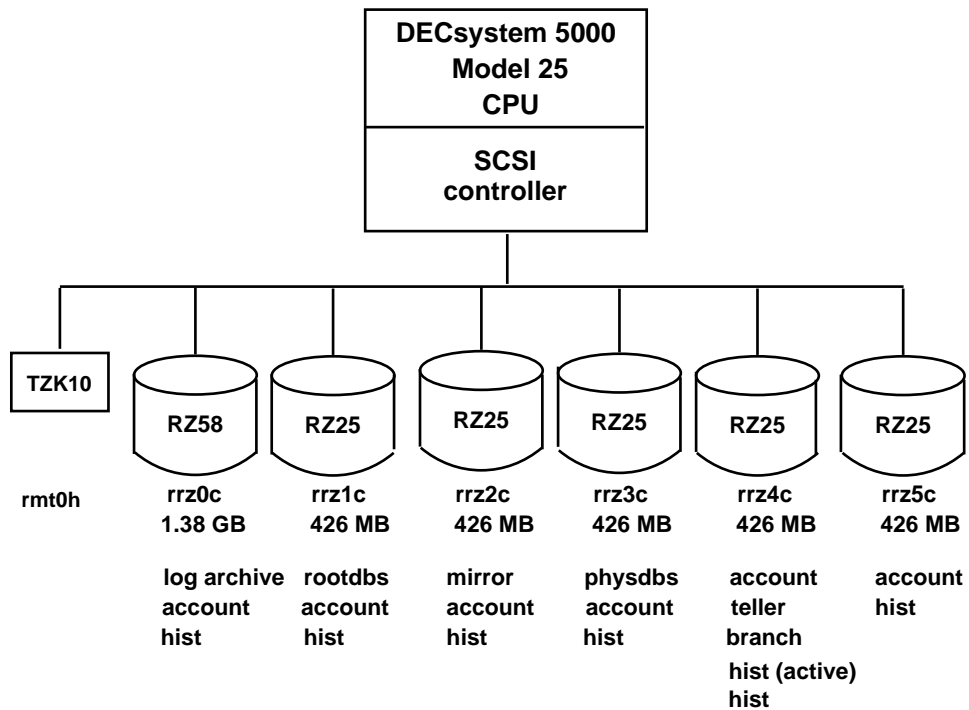 DECsystem 5000
Model 25
CPU
SCSI
controller
TZK10
RZ58
RZ25
RZ25
RZ25
RZ25
RZ25
rmt0h
rrz0c
1.38 GB
log archive
account
hist
rrz1c
426 MB
rootdbs
account
hist
rrz2c
426 MB
mirror
account
hist
rrz3c
426 MB
physdbs
account
hist
rrz4c
426 MB
account
teller
branch
hist (active)
hist
rrz5c
426 MB
account
hist